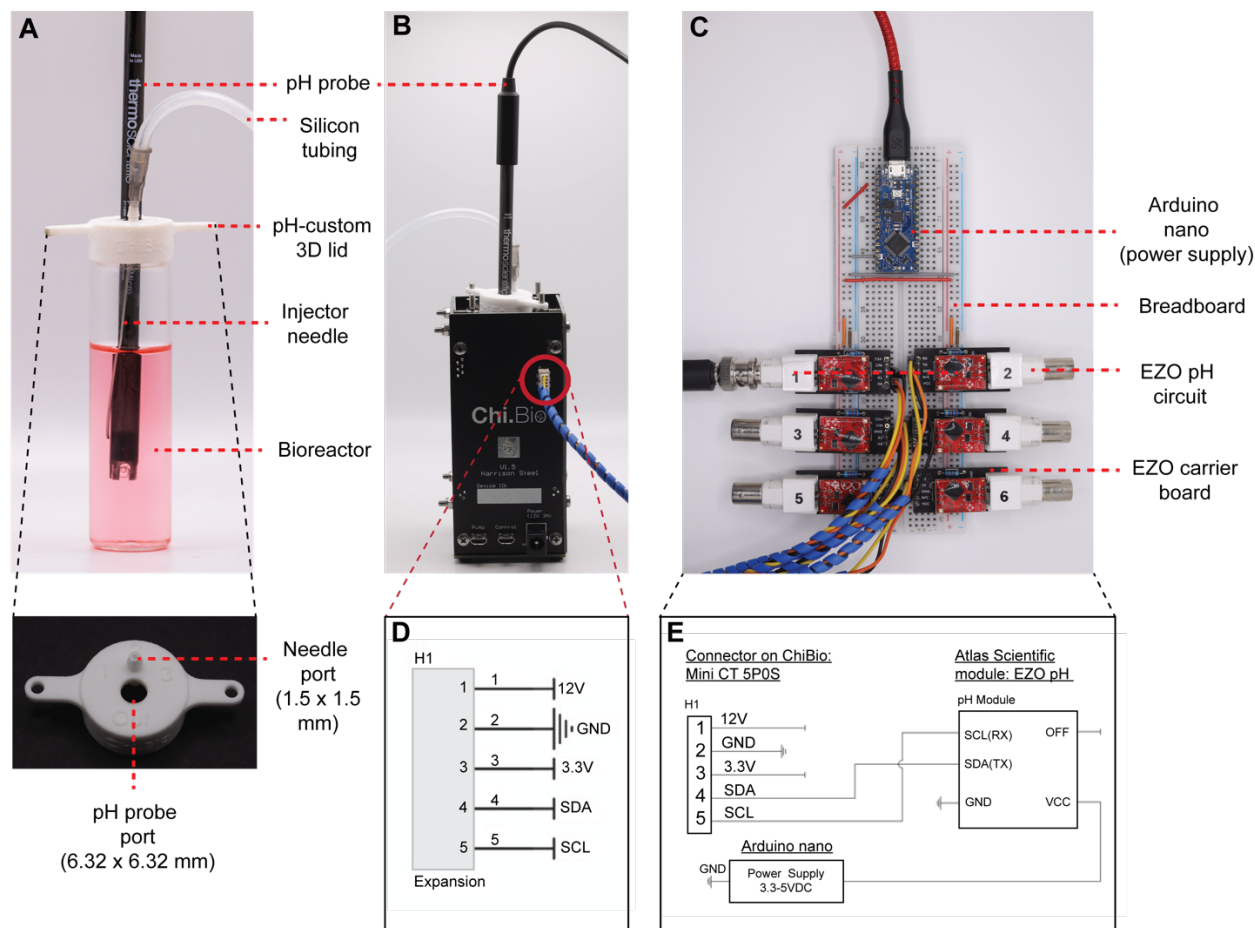 A
B
C
Made in USA
thermoscientific
ChiBio
pH probe
Silicon
tubing
pH-custom
3D lid
Injector
needle
Bioreactor
Needle
port
(1.5 x 1.5
mm)
pH probe
port
(6.32 x 6.32 mm)
thermoscientific
Chi.Bio
V1.5
Harrison Steel
Device ID:
Pump
Control
Power
(12V 3A)
Arduino
nano
(power supply)
Breadboard
EZO pH
circuit
EZO carrier
board
1
2
3
4
5
6
D
H1
1 1 12V
2 2 GND
3 3 3.3V
4 4 SDA
5 5 SCL
Expansion
E
Connector on ChiBio:
Mini CT 5P0S
H1
1 12V
2 GND
3 3.3V
4 SDA
5 SCL
Atlas Scientific
module: EZO pH
pH Module
SCL(RX) OFF
SDA(TX)
GND VCC
Arduino nano
GND
Power Supply
3.3-5VDC